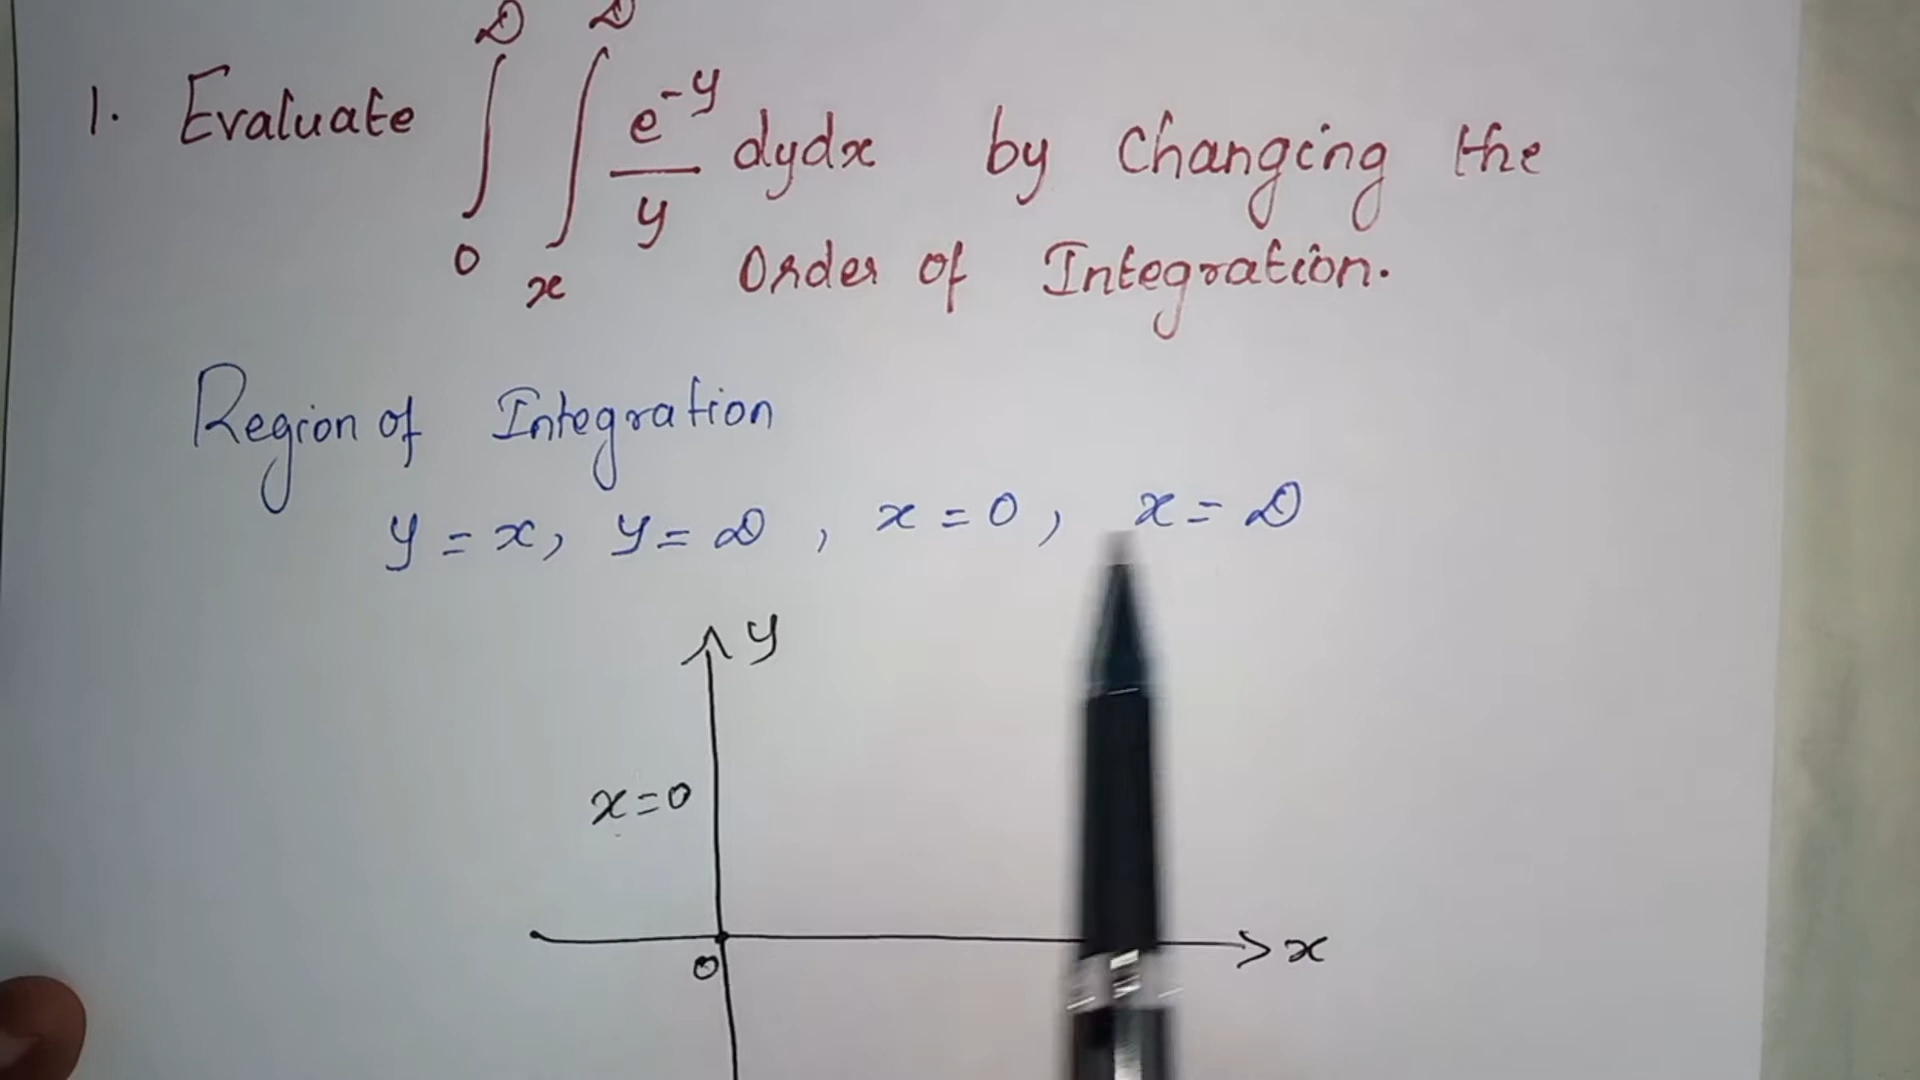 ∞ ∞
1. Evaluate ∫ ∫ e^-y / y dydx by Changing the
0 x Order of Integration.
Region of Integration
y = x, y = ∞ , x = 0 , x = ∞
y
x=0
0 x